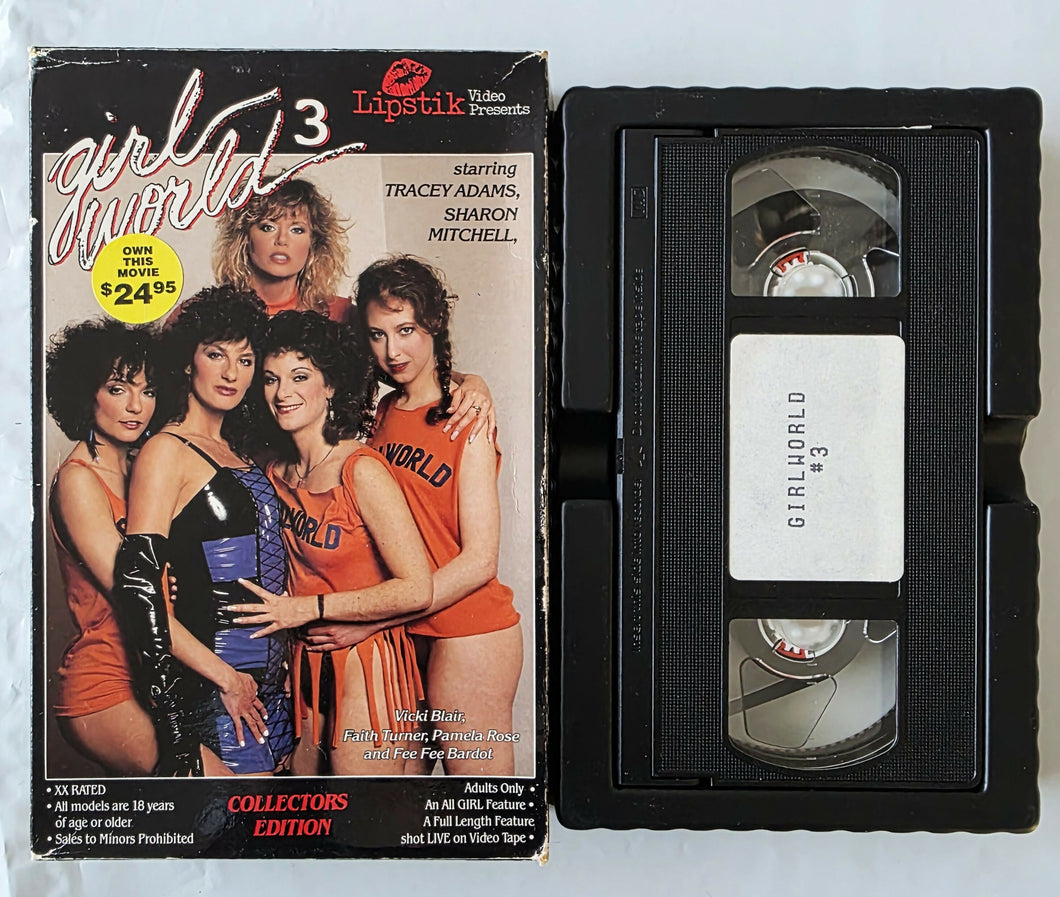 girl
world 3
Lipstik Video
Presents
starring
TRACEY ADAMS,
SHARON
MITCHELL,
OWN
THIS
MOVIE
$24 95
WORLD
WORLD
Vicki Blair,
Faith Turner, Pamela Rose
and Fee Fee Bardot
• XX RATED
• All models are 18 years
of age or older
• Sales to Minors Prohibited
COLLECTORS
EDITION
Adults Only •
An All GIRL Feature •
A Full Length Feature
shot LIVE on Video Tape •
GIRLWORLD
#3